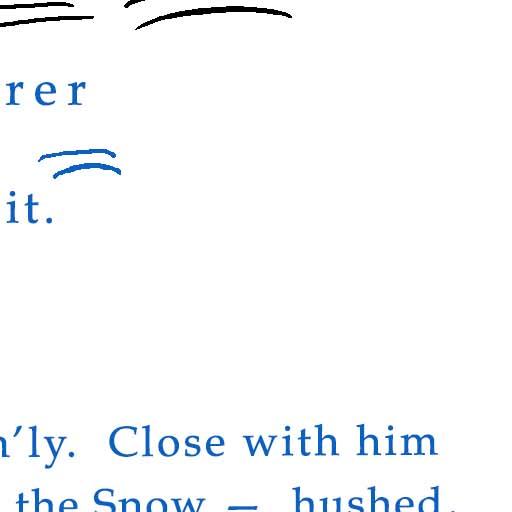 rer
it.
n’ly. Close with him
the Snow — hushed.